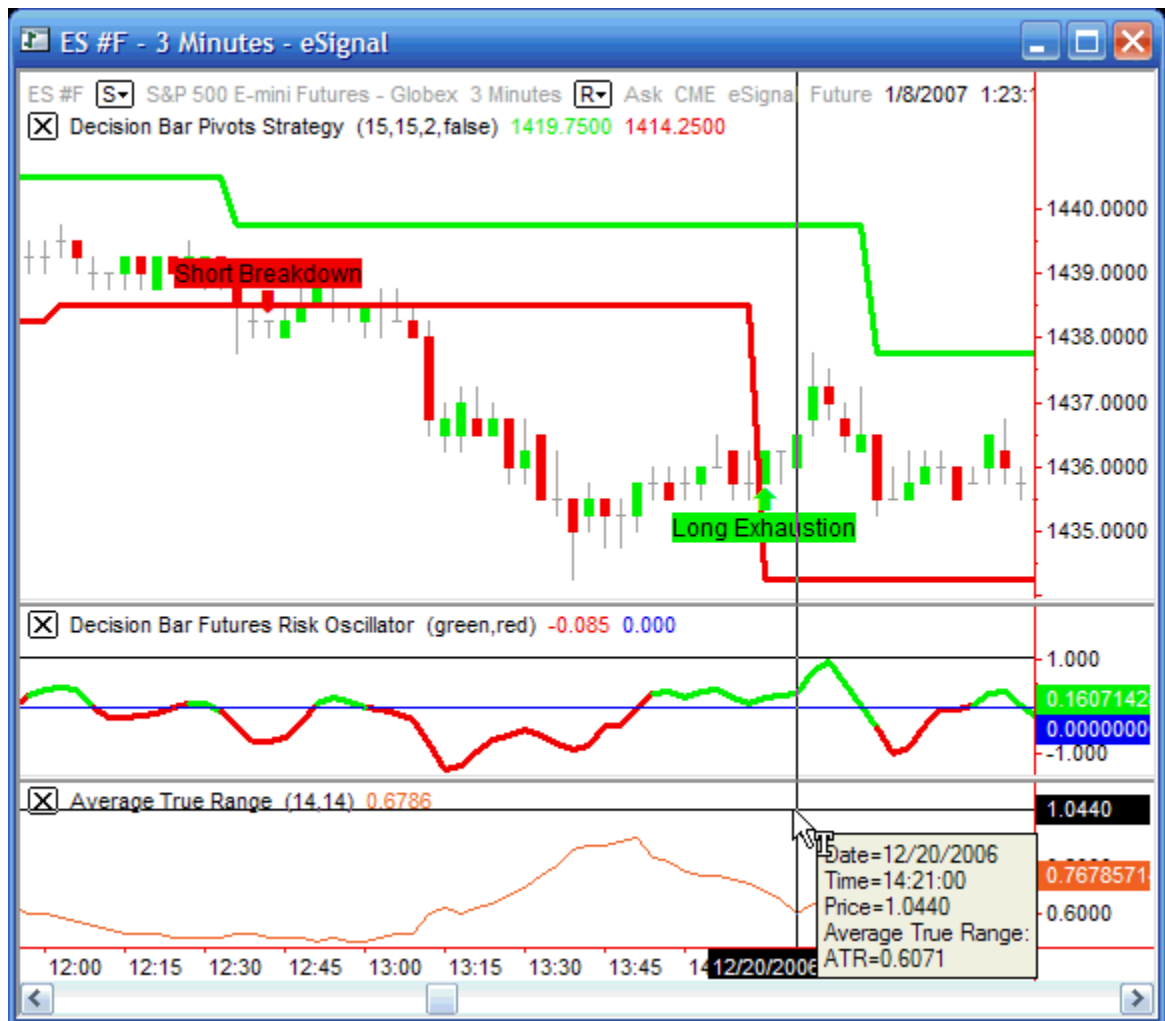 ES #F - 3 Minutes - eSignal
ES #F S S&P 500 E-mini Futures - Globex 3 Minutes R Ask CME eSignal Future 1/8/2007 1:23:
Decision Bar Pivots Strategy (15,15,2,false) 1419.7500 1414.2500
1440.0000
Short Breakdown
1439.0000
1438.0000
1437.0000
1436.0000
Long Exhaustion
1435.0000
Decision Bar Futures Risk Oscillator (green,red) -0.085 0.000
1.000
0.1607142
0.0000000
-1.000
Average True Range (14,14) 0.6786
1.0440
Date=12/20/2006
0.7678571
Time=14:21:00
Price=1.0440
0.6000
Average True Range:
ATR=0.6071
12:00 12:15 12:30 12:45 13:00 13:15 13:30 13:45 14 12/20/2006